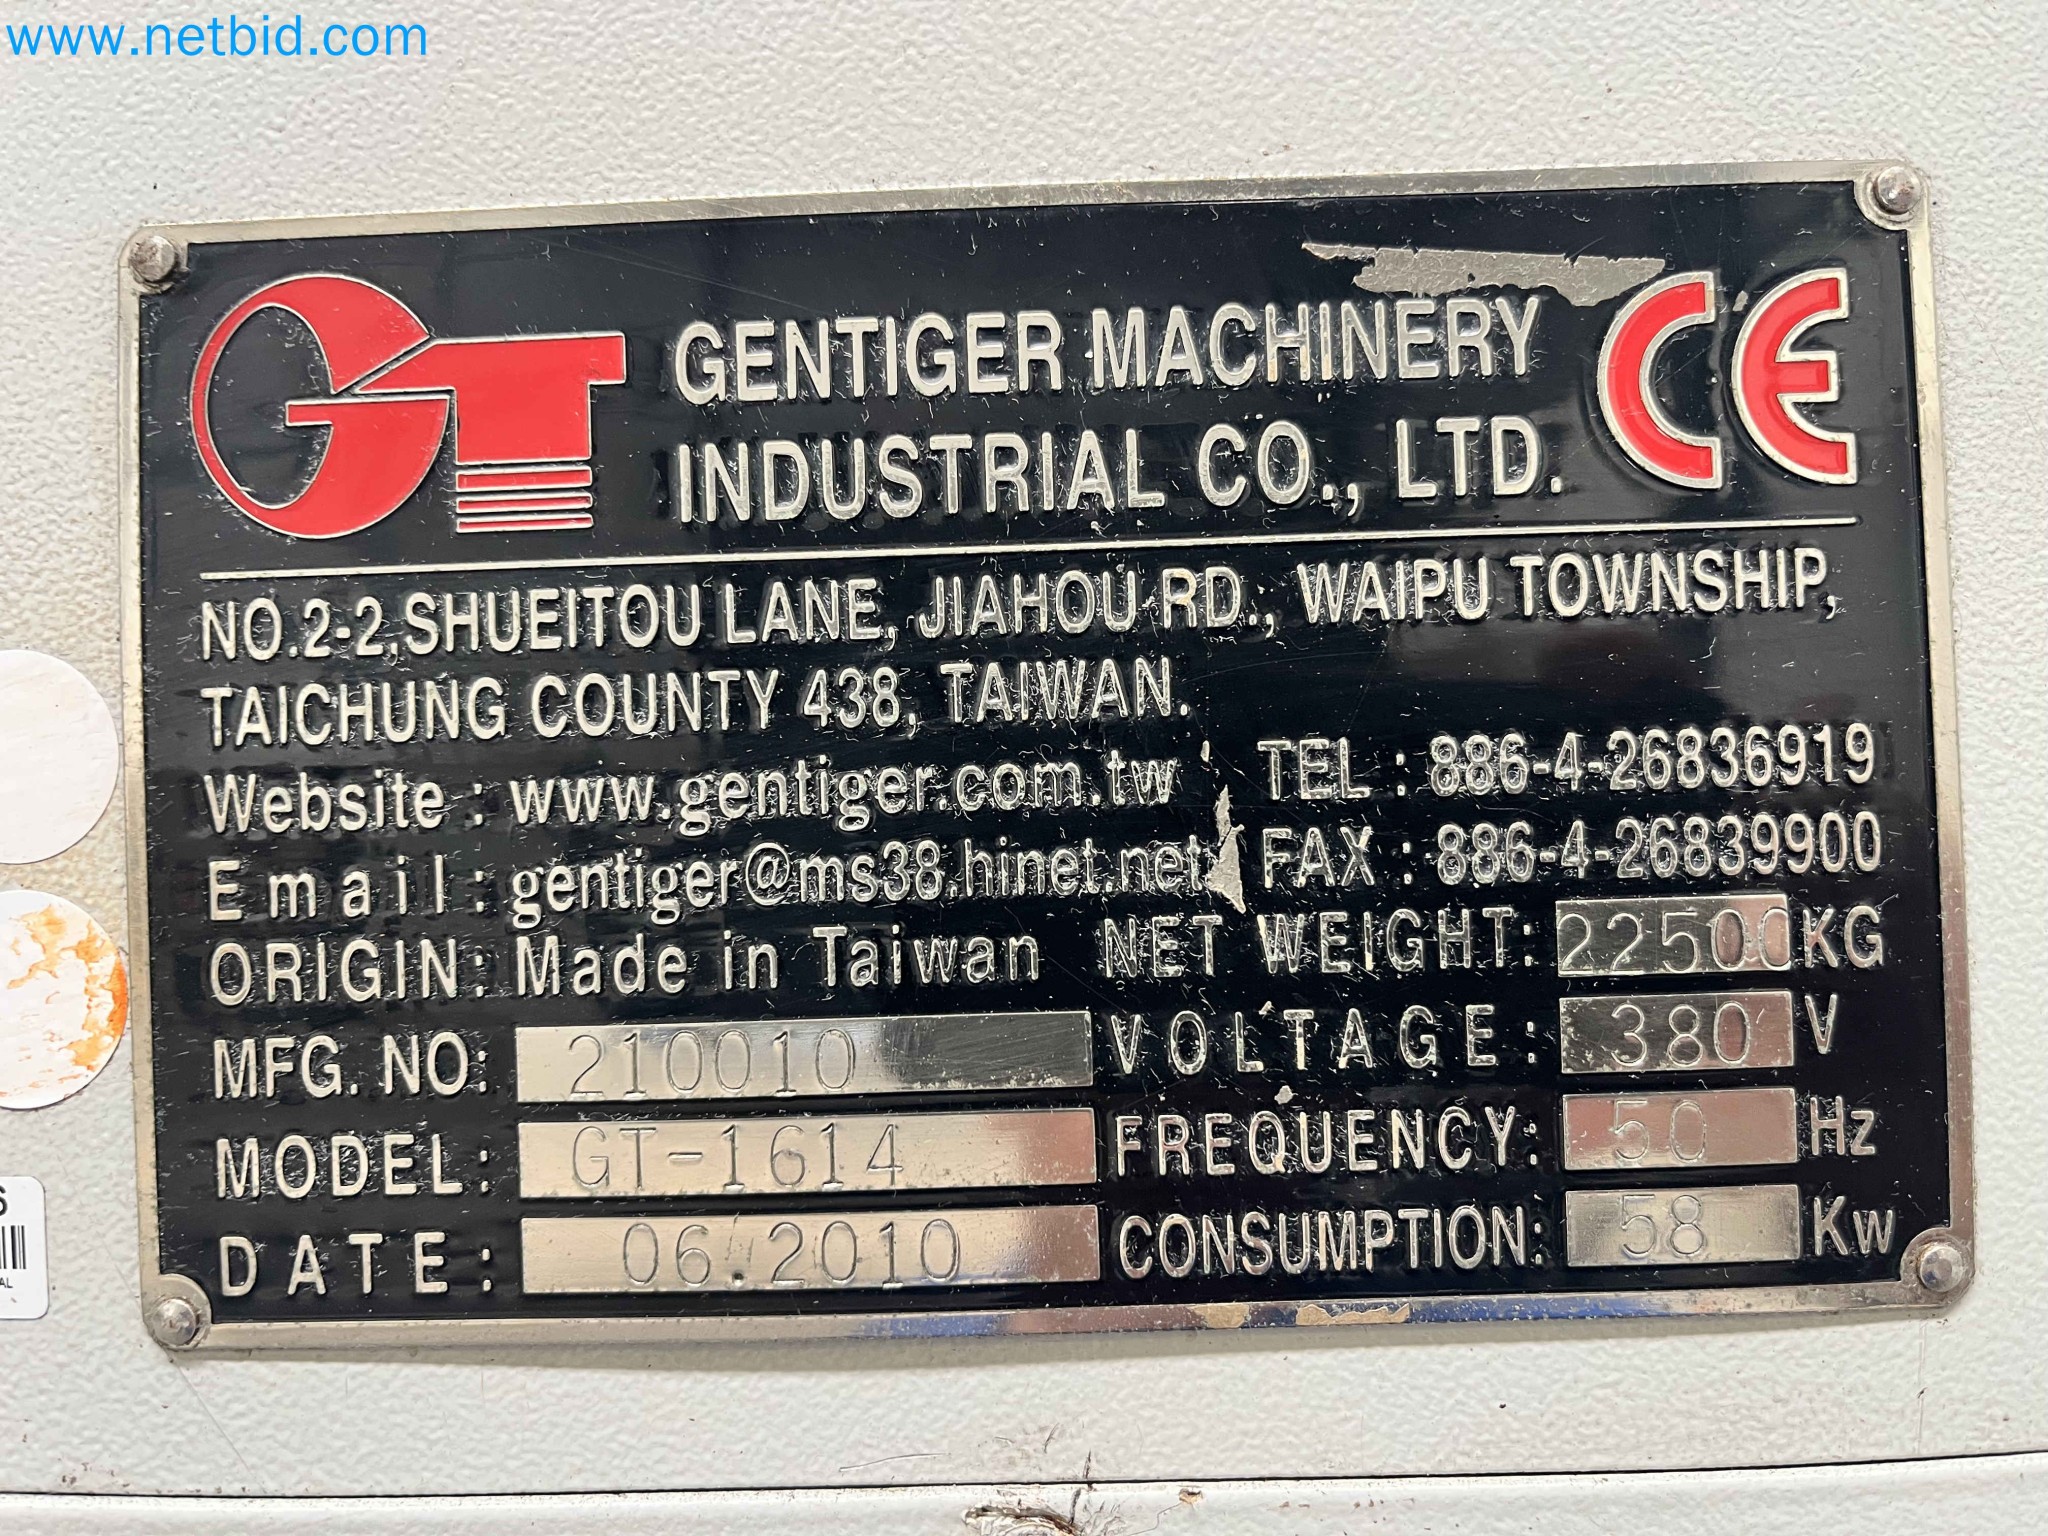 www.netbid.com
GT GENTIGER MACHINERY
INDUSTRIAL CO., LTD.
CE
NO.2-2,SHUEITOU LANE, JIAHOU RD., WAIPU TOWNSHIP,
TAICHUNG COUNTY 438, TAIWAN.
Website : www.gentiger.com.tw TEL : 886-4-26836919
Email : gentiger@ms38.hinet.net FAX : 886-4-26839900
ORIGIN: Made in Taiwan NET WEIGHT: 22500 KG
MFG. NO: 210010 VOLTAGE: 380 V
MODEL: GT-1614 FREQUENCY: 50 Hz
DATE: 06.2010 CONSUMPTION: 58 Kw